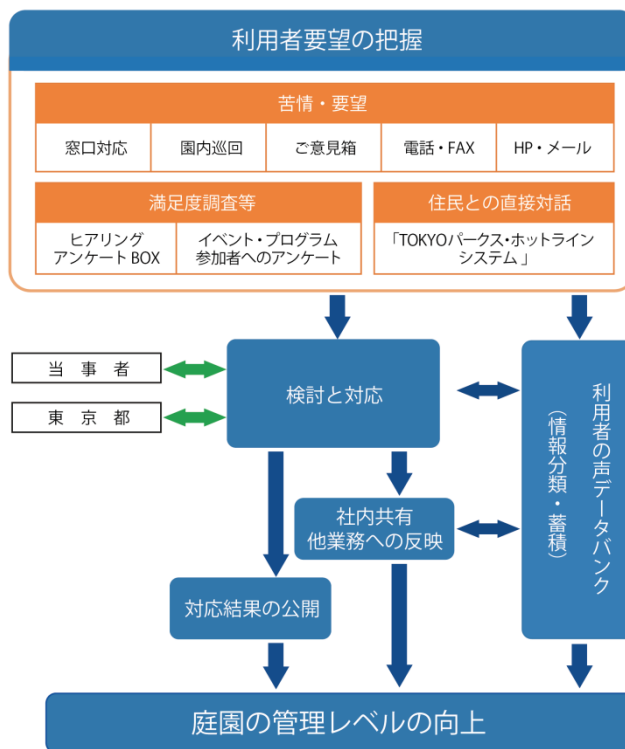 利用者要望の把握
苦情・要望
窓口対応
園内巡回
ご意見箱
電話・FAX
HP・メール
満足度調査等
ヒアリング
アンケート BOX
イベント・プログラム
参加者へのアンケート
住民との直接対話
「TOKYOパークス・ホットライン
システム」
当事者
東京都
検討と対応
利用者の声データバンク
（情報分類・蓄積）
社内共有
他業務への反映
対応結果の公開
庭園の管理レベルの向上